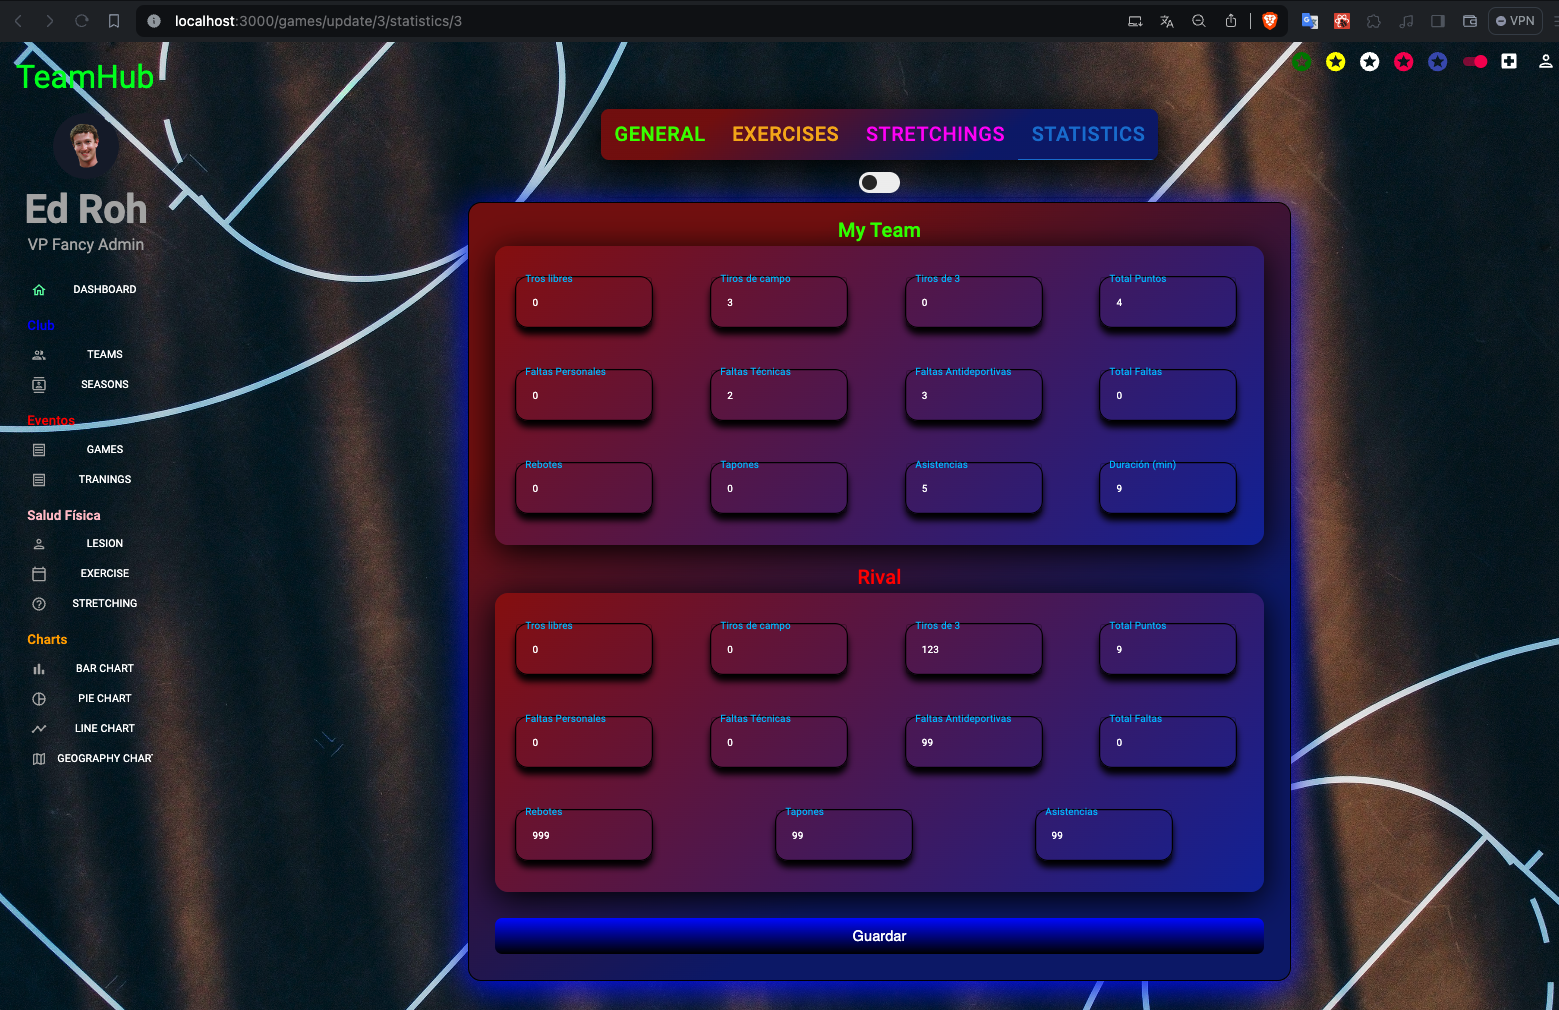 localhost:3000/games/update/3/statistics/3
VPN
TeamHub
Ed Roh
VP Fancy Admin
DASHBOARD
Club
TEAMS
SEASONS
Eventos
GAMES
TRANINGS
Salud Física
LESION
EXERCISE
STRETCHING
Charts
BAR CHART
PIE CHART
LINE CHART
GEOGRAPHY CHAR
GENERAL EXERCISES STRETCHINGS STATISTICS
My Team
Tros libres Tiros de campo Tiros de 3 Total Puntos
0 3 0 4
Faltas Personales Faltas Técnicas Faltas Antideportivas Total Faltas
0 2 3 0
Rebotes Tapones Asistencias Duración (min)
0 0 5 9
Rival
Tros libres Tiros de campo Tiros de 3 Total Puntos
0 0 123 9
Faltas Personales Faltas Técnicas Faltas Antideportivas Total Faltas
0 0 99 0
Rebotes Tapones Asistencias
999 99 99
Guardar